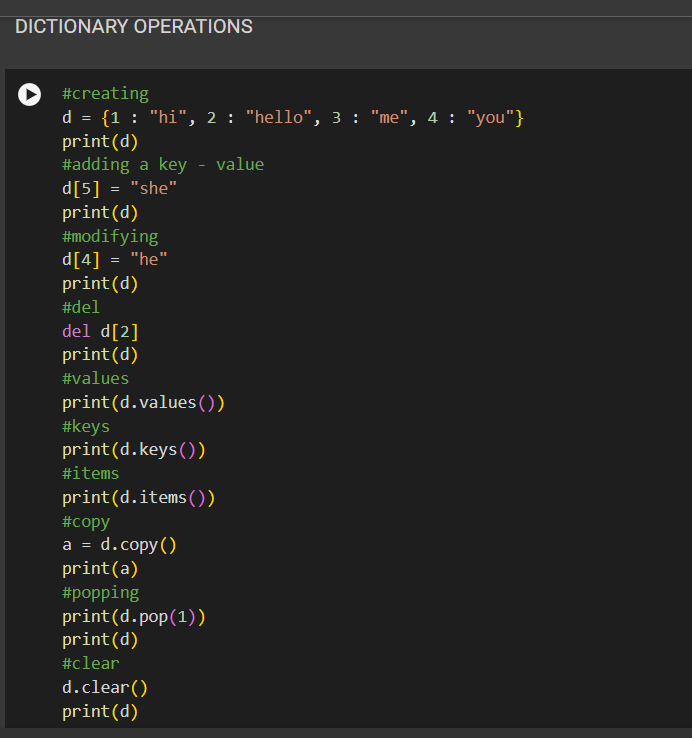 DICTIONARY OPERATIONS
#creating
d = {1 : "hi", 2 : "hello", 3 : "me", 4 : "you"}
print(d)
#adding a key - value
d[5] = "she"
print(d)
#modifying
d[4] = "he"
print(d)
#del
del d[2]
print(d)
#values
print(d.values())
#keys
print(d.keys())
#items
print(d.items())
#copy
a = d.copy()
print(a)
#popping
print(d.pop(1))
print(d)
#clear
d.clear()
print(d)